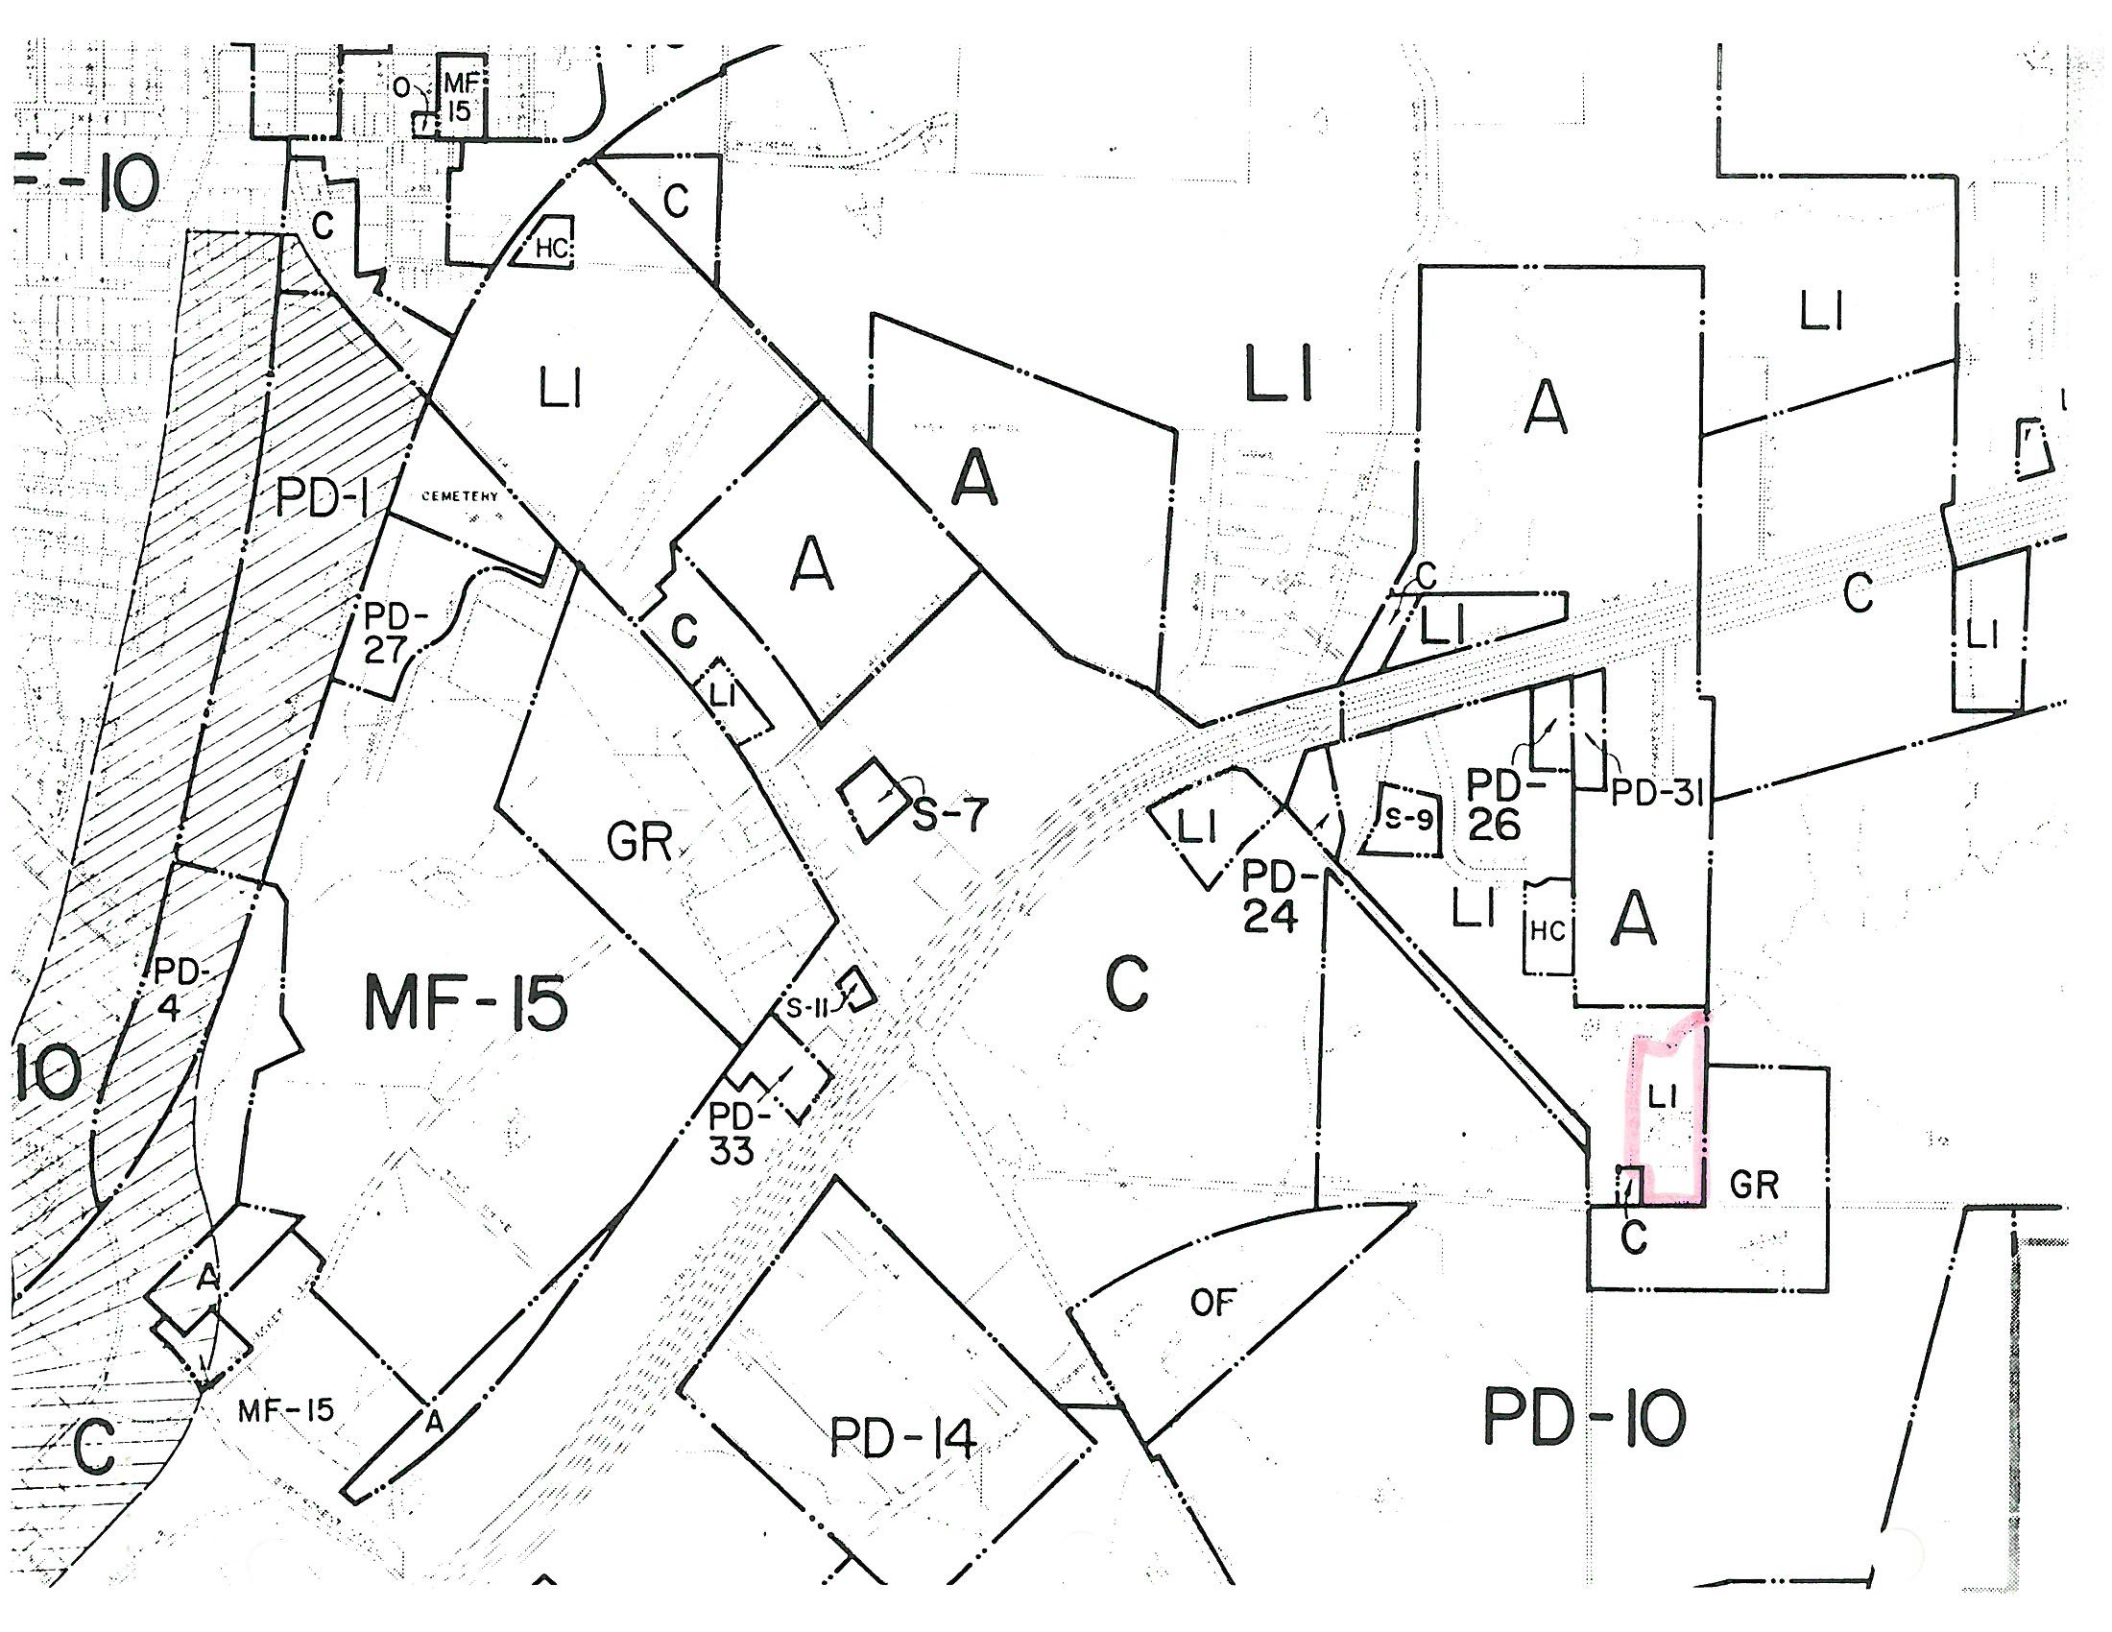 O
MF
15
F-10
C
C
HC
LI
LI
LI
A
A
PD-1
CEMETERY
A
C
C
PD-
27
C
LI
LI
LI
PD-
26
PD-31
S-7
LI
S-9
GR
PD-
24
LI
HC
A
PD-
4
MF-15
C
S-11
10
LI
PD-
33
GR
C
A
OF
MF-15
A
C
PD-14
PD-10